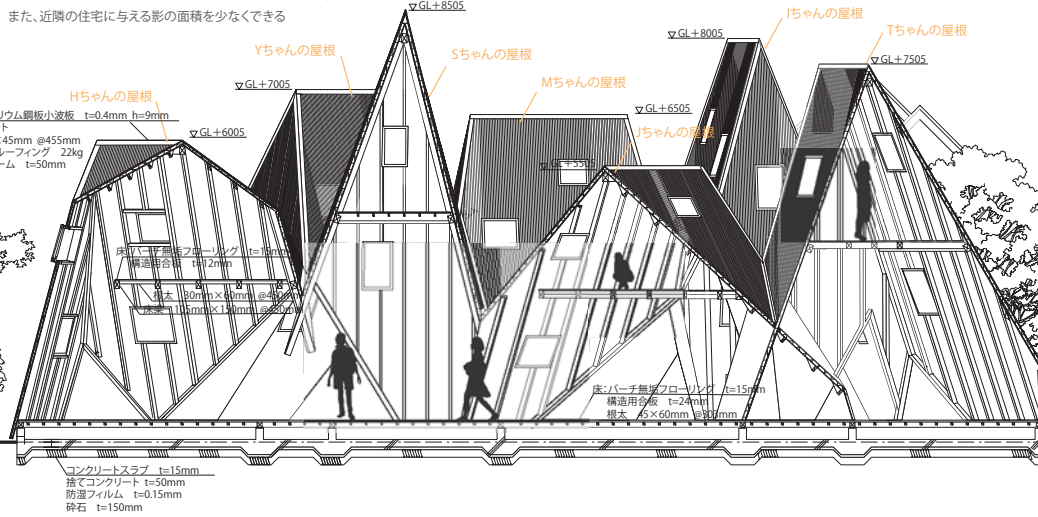 また、近隣の住宅に与える影の面積を少なくできる
▽GL+8505
Iちゃんの屋根
Tちゃんの屋根
▽GL+8005
Yちゃんの屋根
Sちゃんの屋根
▽GL+7505
▽GL+7005
Mちゃんの屋根
Hちゃんの屋根
▽GL+6505
リウム鋼板小波板 t=0.4mm h=9mm
ト
45mm @455mm
ルーフィング 22kg
ーム t=50mm
▽GL+6005
Jちゃんの屋根
▽GL+5505
床:バーチ無垢フローリング t=15mm
構造用合板 t=12mm
根太 30mm×60mm @450mm
床梁 105mm×150mm @450mm
床:バーチ無垢フローリング t=15mm
構造用合板 t=24mm
根太 45×60mm @303mm
コンクリートスラブ t=15mm
捨てコンクリート t=50mm
防湿フィルム t=0.15mm
砕石 t=150mm